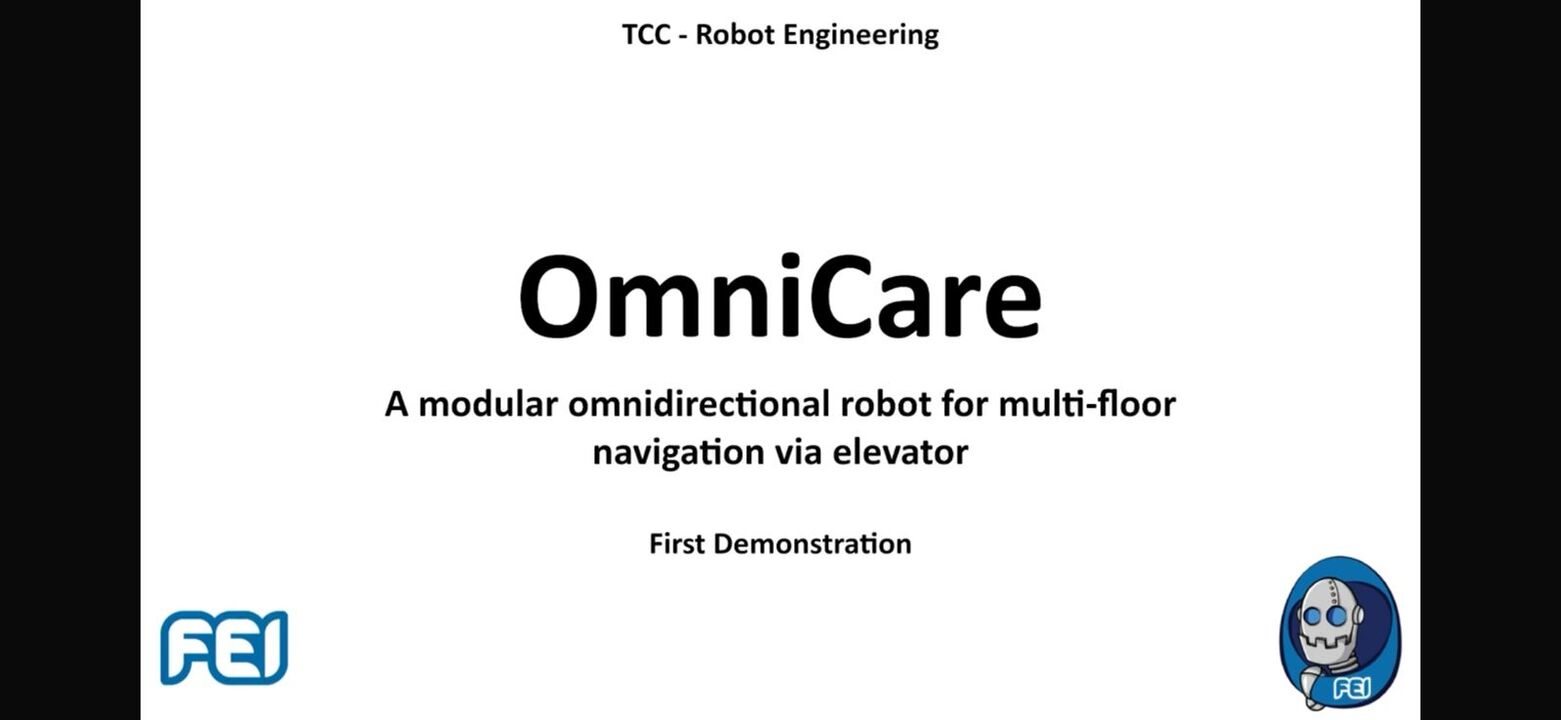 TCC - Robot Engineering
OmniCare
A modular omnidirectional robot for multi-floor
navigation via elevator
First Demonstration
FEI
FEI